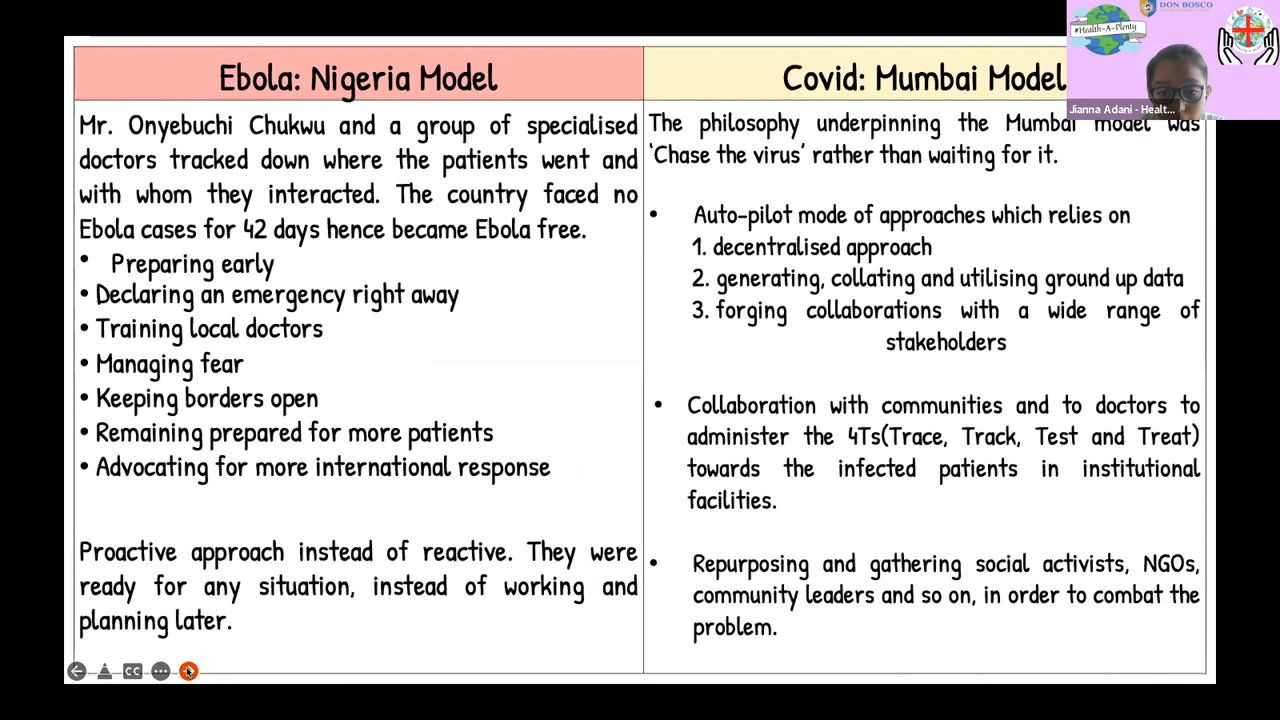 Ebola: Nigeria Model
Mr. Onyebuchi Chukwu and a group of specialised
doctors tracked down where the patients went and
with whom they interacted. The country faced no
Ebola cases for 42 days hence became Ebola free.
• Preparing early
• Declaring an emergency right away
• Training local doctors
• Managing fear
• Keeping borders open
• Remaining prepared for more patients
• Advocating for more international response
Proactive approach instead of reactive. They were
ready for any situation, instead of working and
planning later.
Covid: Mumbai Model
The philosophy underpinning the Mumbai model was
‘Chase the virus’ rather than waiting for it.
• Auto-pilot mode of approaches which relies on
1. decentralised approach
2. generating, collating and utilising ground up data
3. forging collaborations with a wide range of
stakeholders
• Collaboration with communities and to doctors to
administer the 4Ts(Trace, Track, Test and Treat)
towards the infected patients in institutional
facilities.
• Repurposing and gathering social activists, NGOs,
community leaders and so on, in order to combat the
problem.
CC
#Health-A-Plenty
DON BOSCO
Jianna Adani - Healt...